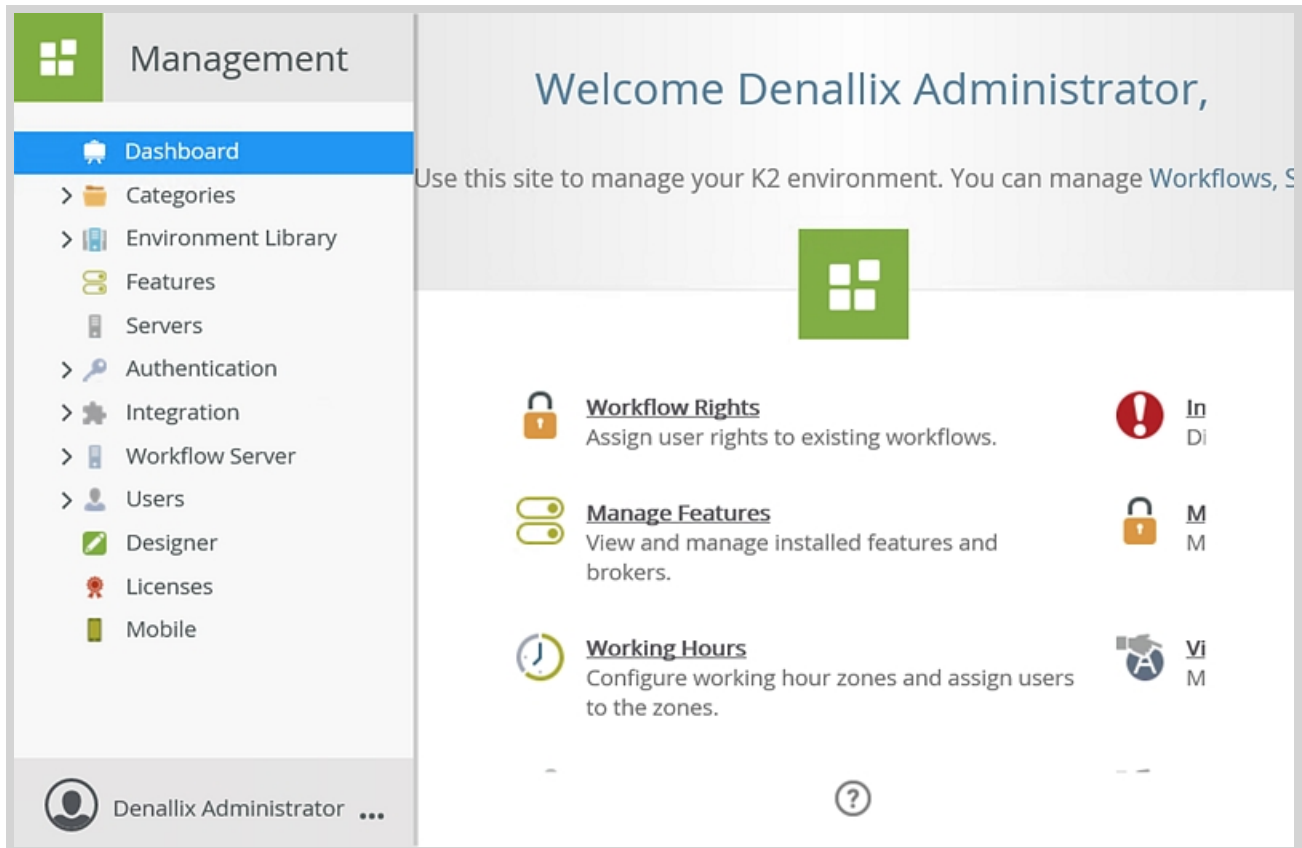 Management
Dashboard
Categories
Environment Library
Features
Servers
Authentication
Integration
Workflow Server
Users
Designer
Licenses
Mobile
Denallix Administrator ...
Welcome Denallix Administrator,
Use this site to manage your K2 environment. You can manage Workflows, S
Workflow Rights
Assign user rights to existing workflows.
Manage Features
View and manage installed features and
brokers.
Working Hours
Configure working hour zones and assign users
to the zones.
In
Di
M
M
Vi
M